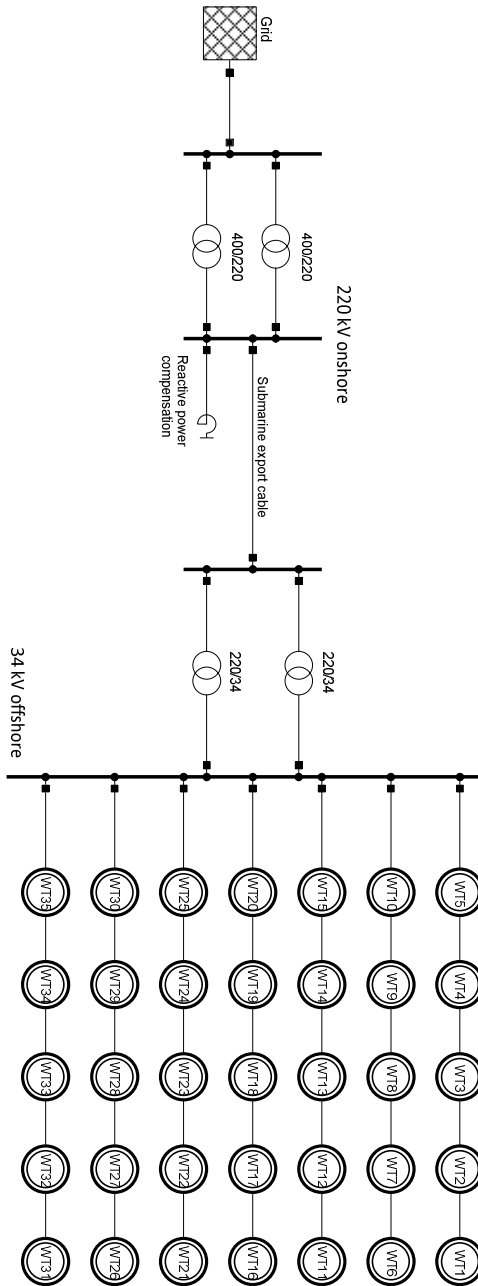 Grid
400/220
400/220
220 kV onshore
Reactive power
compensation
Submarine export cable
220/34
220/34
34 kV offshore
WT5
WT4
WT3
WT2
WT1
WT10
WT9
WT8
WT7
WT6
WT15
WT14
WT13
WT12
WT11
WT20
WT19
WT18
WT17
WT16
WT25
WT24
WT23
WT22
WT21
WT30
WT29
WT28
WT27
WT26
WT35
WT34
WT33
WT32
WT31